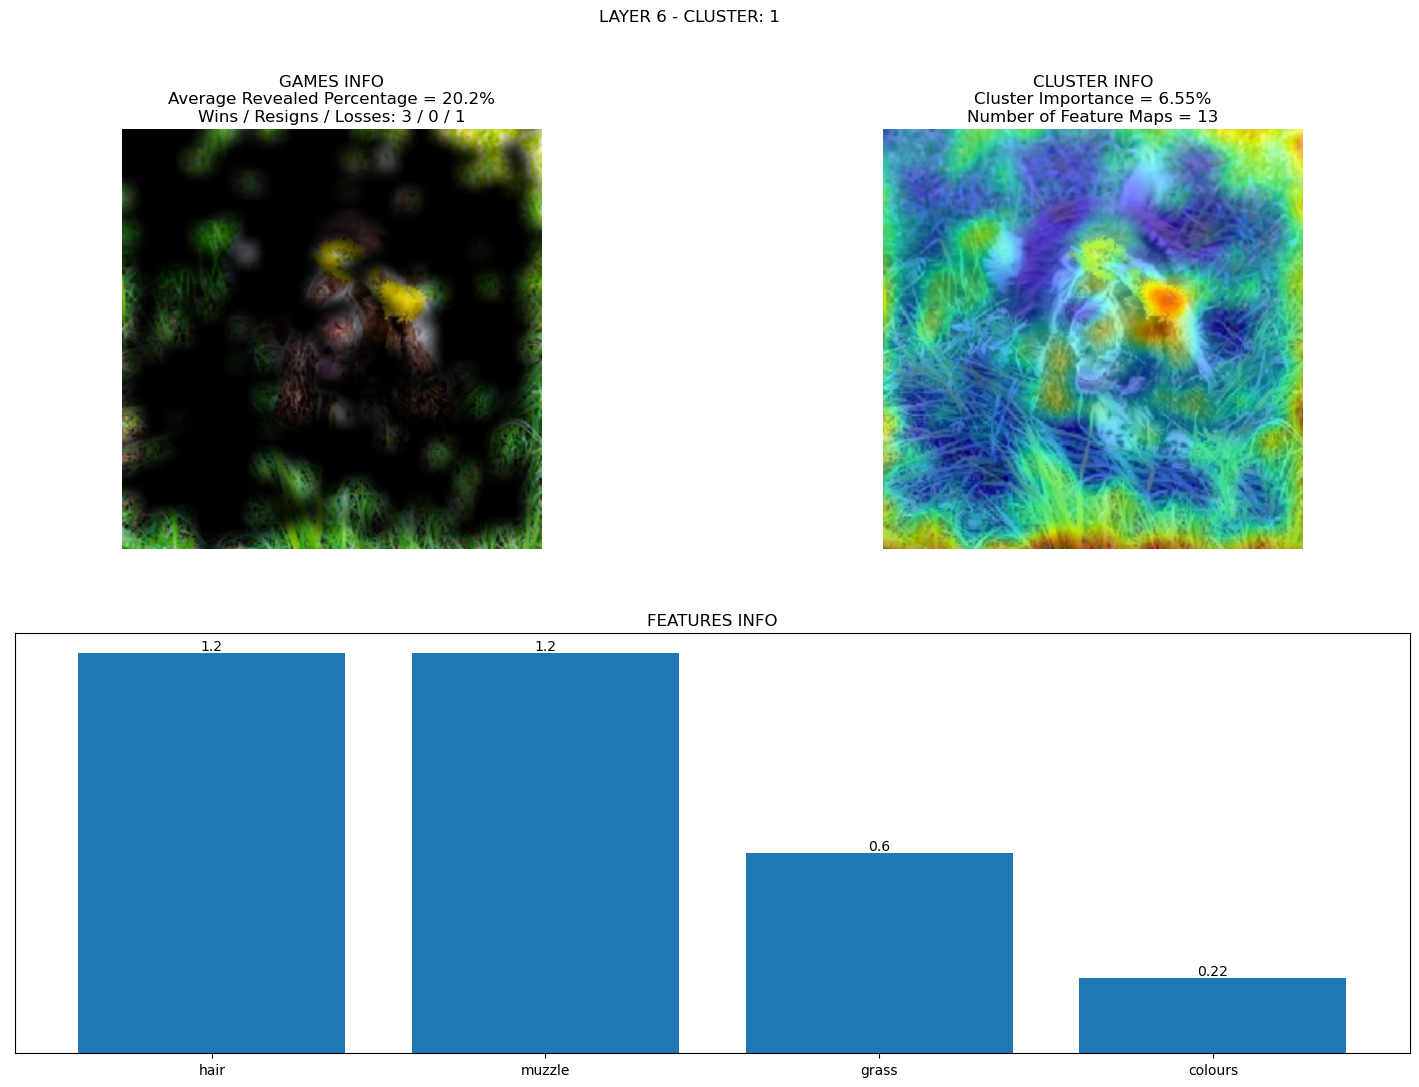 LAYER 6 - CLUSTER: 1
GAMES INFO
Average Revealed Percentage = 20.2%
Wins / Resigns / Losses: 3 / 0 / 1
CLUSTER INFO
Cluster Importance = 6.55%
Number of Feature Maps = 13
FEATURES INFO
1.2
1.2
0.6
0.22
hair
muzzle
grass
colours